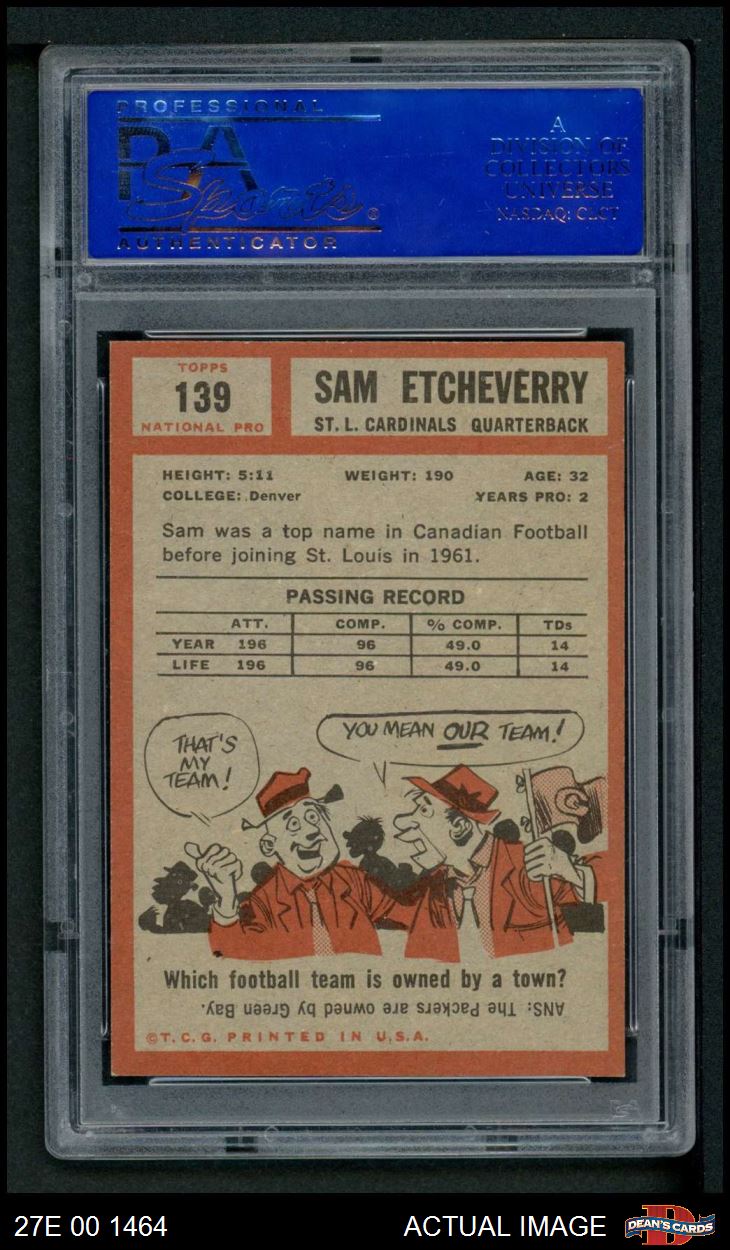 PROFESSIONAL
PSA
Sports®
AUTHENTICATOR
A
DIVISION OF
COLLECTORS
UNIVERSE
NASDAQ: CLCT
TOPPS
139
NATIONAL PRO
SAM ETCHEVERRY
ST. L. CARDINALS QUARTERBACK
HEIGHT: 5:11 WEIGHT: 190 AGE: 32
COLLEGE: Denver YEARS PRO: 2
Sam was a top name in Canadian Football
before joining St. Louis in 1961.
PASSING RECORD
ATT. COMP. % COMP. TDs
YEAR 196 96 49.0 14
LIFE 196 96 49.0 14
THAT'S
MY
TEAM!
YOU MEAN OUR TEAM!
Which football team is owned by a town?
ANS: The Packers are owned by Green Bay.
©T.C.G. PRINTED IN U.S.A.
27E 00 1464
ACTUAL IMAGE
D
DEAN'S CARDS